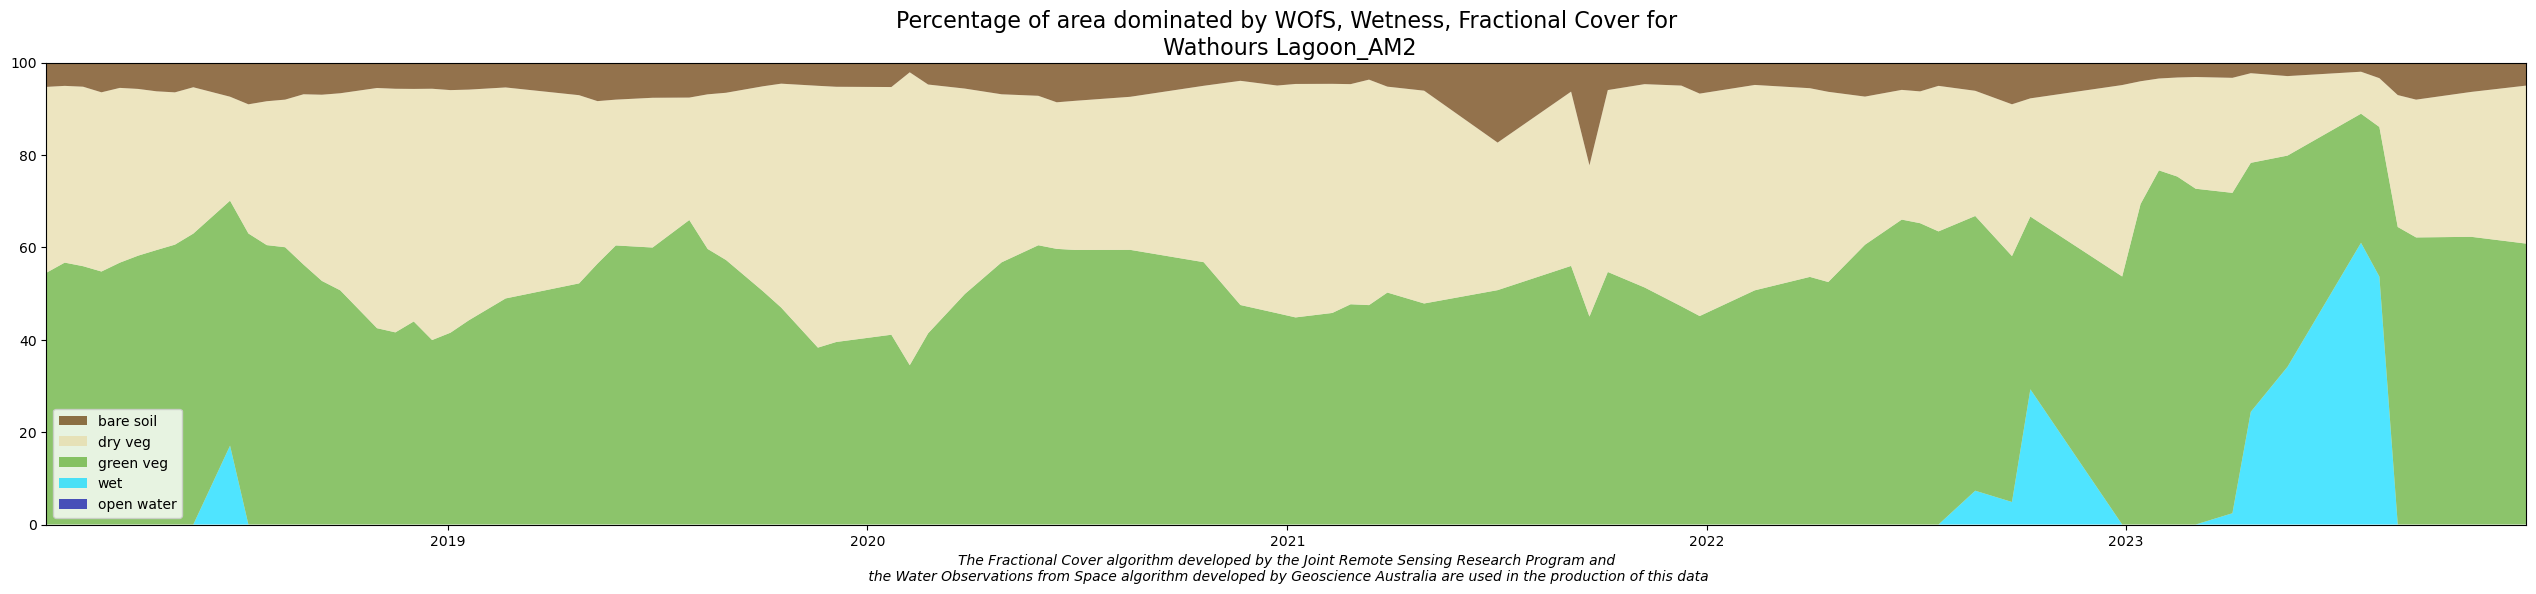 Percentage of area dominated by WOfS, Wetness, Fractional Cover for
Wathours Lagoon_AM2
100
80
60
40
20
0
bare soil
dry veg
green veg
wet
open water
2019
2020
2021
2022
2023
The Fractional Cover algorithm developed by the Joint Remote Sensing Research Program and
the Water Observations from Space algorithm developed by Geoscience Australia are used in the production of this data